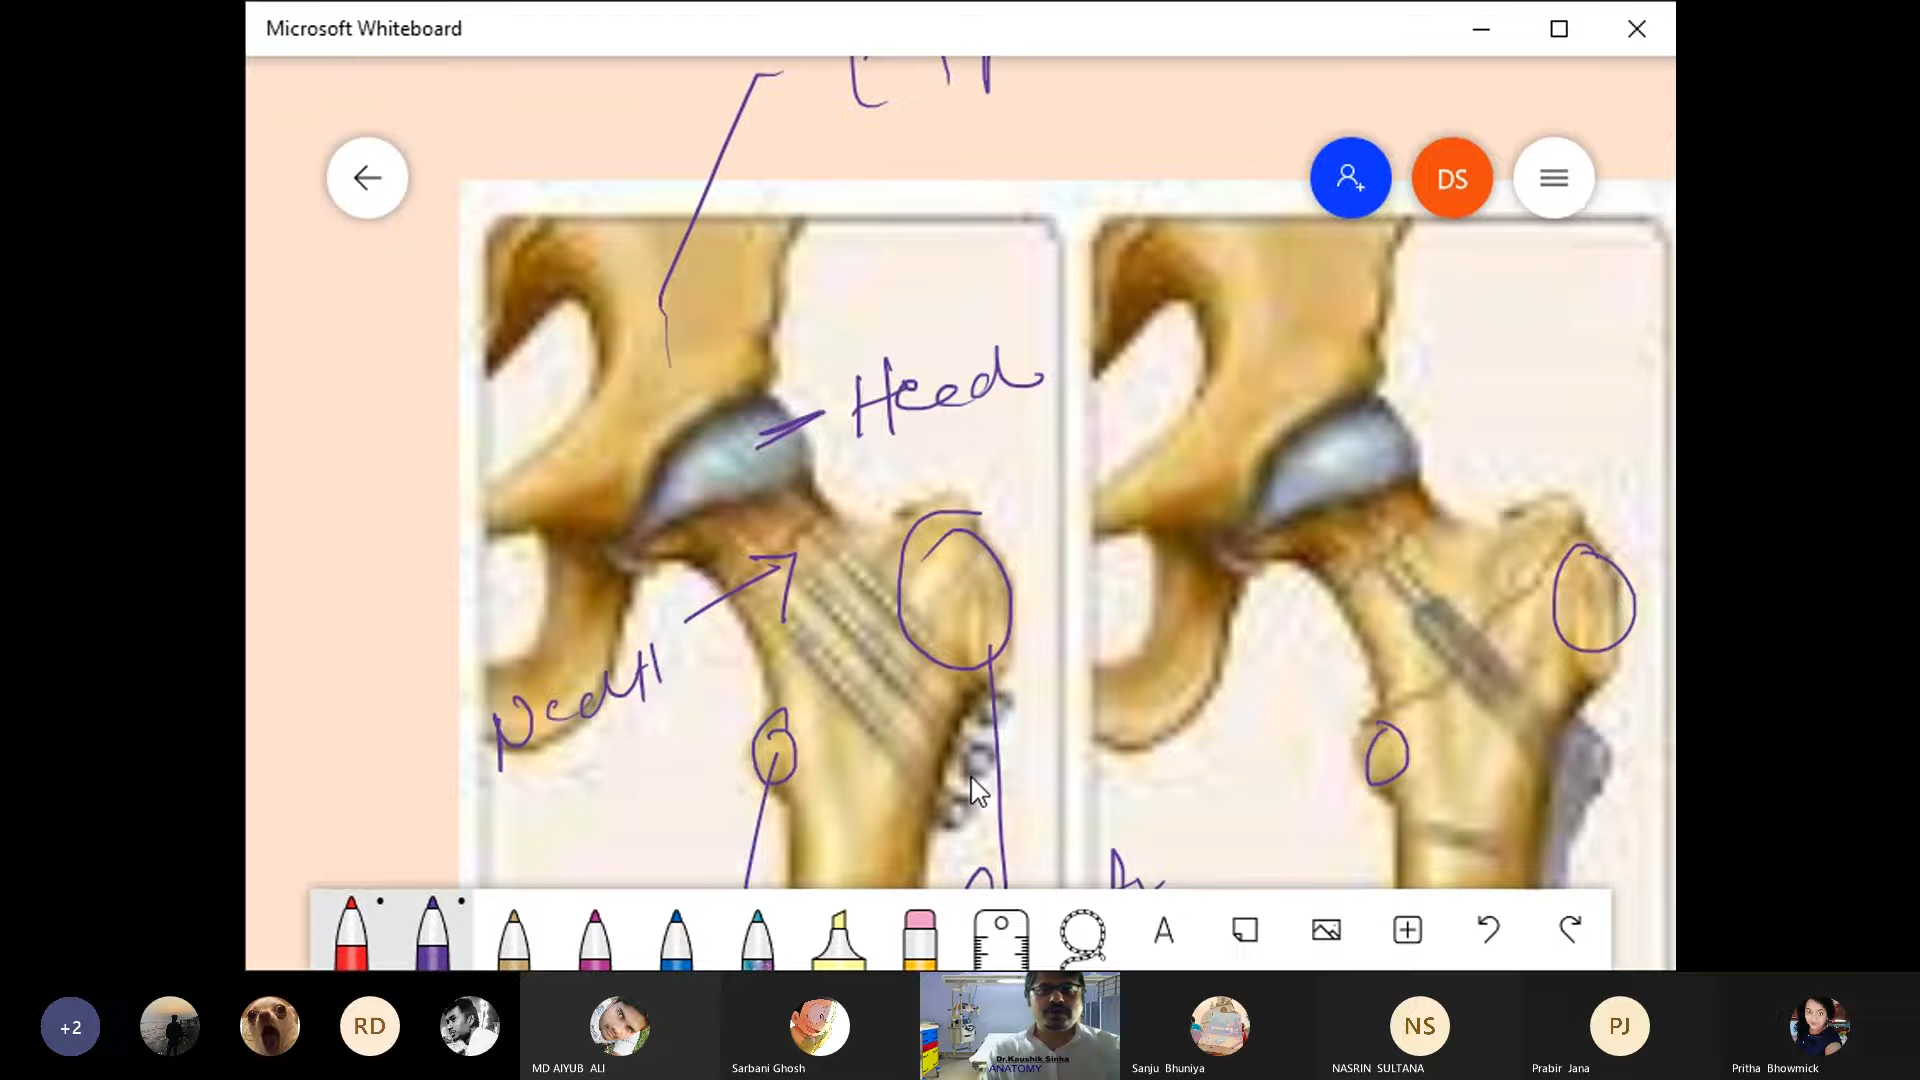 Microsoft Whiteboard
DS
Head
A
+2
RD
MD AIYUB ALI
Sarbani Ghosh
Dr.Kaushik Sinha
ANATOMY
Sanju Bhuniya
NS
NASRIN SULTANA
PJ
Prabir Jana
Pritha Bhowmick